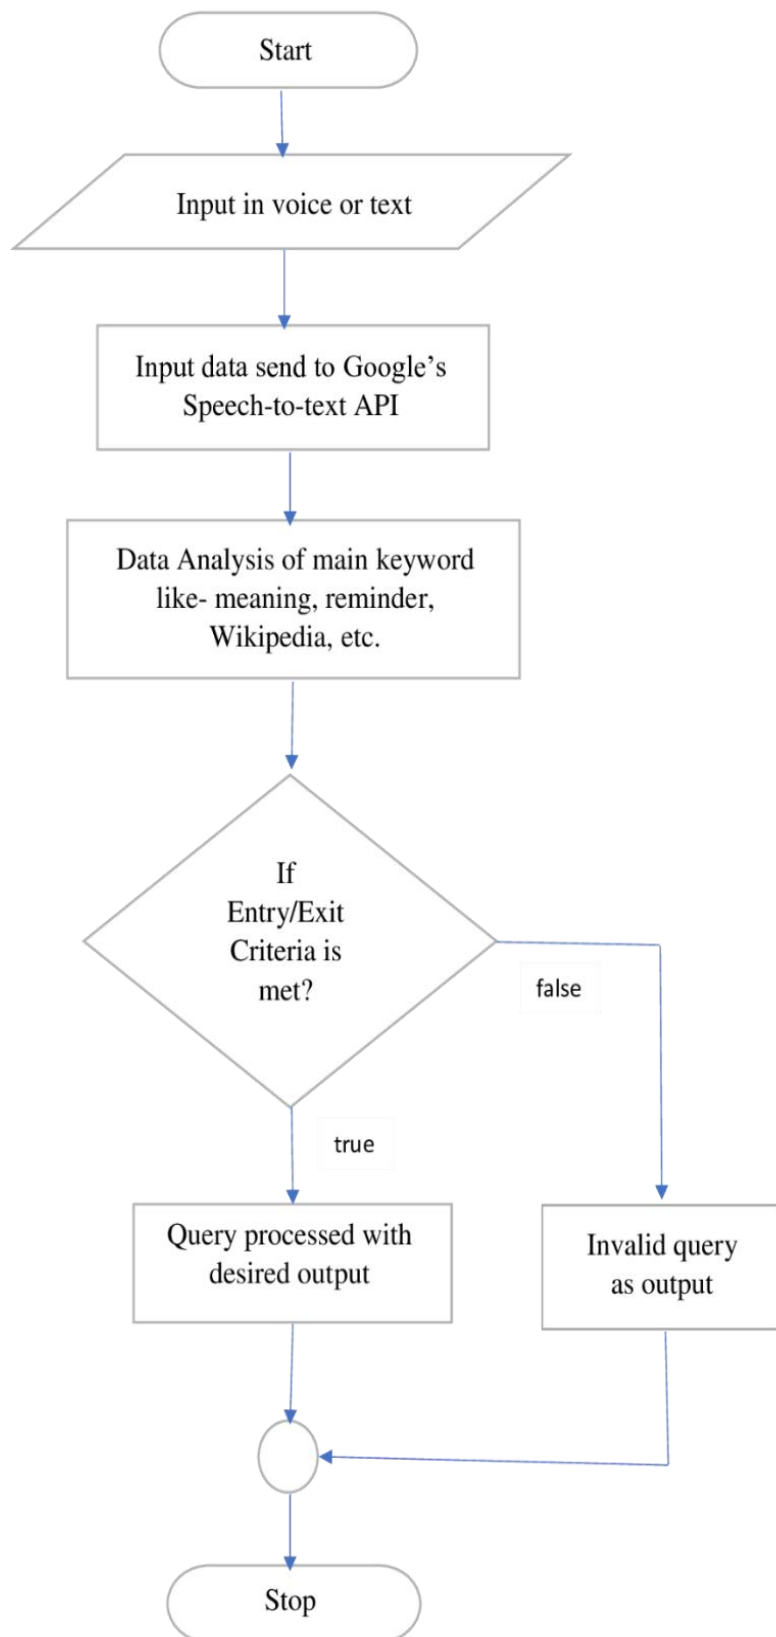 Start
Input in voice or text
Input data send to Google’s
Speech-to-text API
Data Analysis of main keyword
like- meaning, reminder,
Wikipedia, etc.
If
Entry/Exit
Criteria is
met?
false
true
Query processed with
desired output
Invalid query
as output
Stop